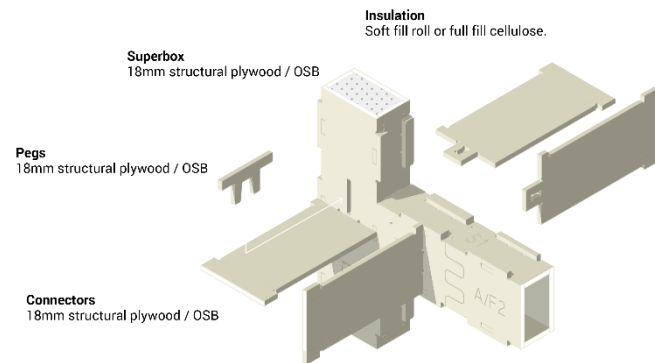 Insulation
Soft fill roll or full fill cellulose.
Superbox
18mm structural plywood / OSB
Pegs
18mm structural plywood / OSB
S1
A/F2
Connectors
18mm structural plywood / OSB